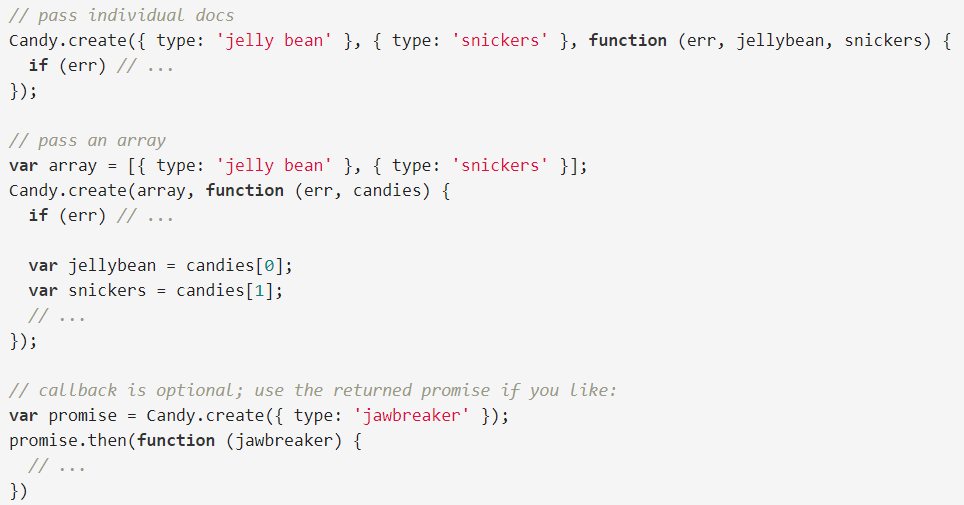 // pass individual docs
Candy.create({ type: 'jelly bean' }, { type: 'snickers' }, function (err, jellybean, snickers) {
  if (err) // ...
});

// pass an array
var array = [{ type: 'jelly bean' }, { type: 'snickers' }];
Candy.create(array, function (err, candies) {
  if (err) // ...

  var jellybean = candies[0];
  var snickers = candies[1];
  // ...
});

// callback is optional; use the returned promise if you like:
var promise = Candy.create({ type: 'jawbreaker' });
promise.then(function (jawbreaker) {
  // ...
})